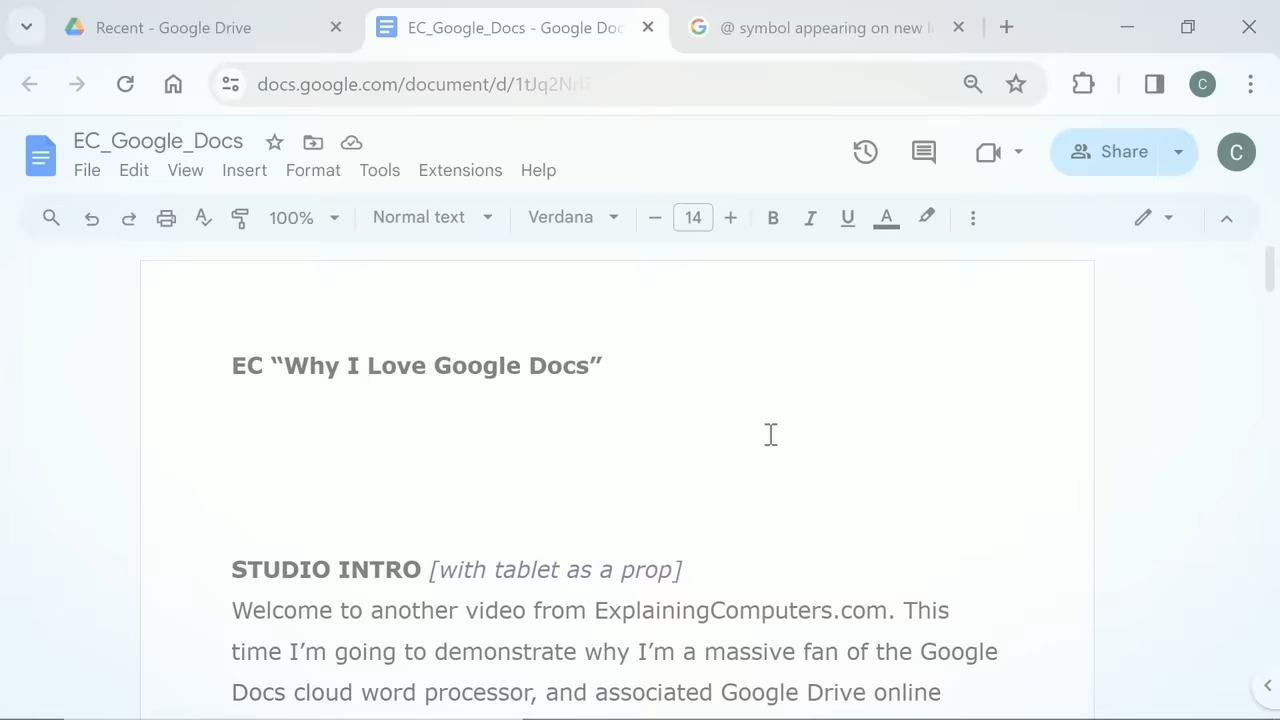 Recent - Google Drive
EC_Google_Docs - Google Doc
@ symbol appearing on new l
docs.google.com/document/d/1tJq2Nr
C
EC_Google_Docs
Share
C
File Edit View Insert Format Tools Extensions Help
100% Normal text Verdana 14 B I U A
EC “Why I Love Google Docs”
STUDIO INTRO [with tablet as a prop]
Welcome to another video from ExplainingComputers.com. This
time I’m going to demonstrate why I’m a massive fan of the Google
Docs cloud word processor, and associated Google Drive online